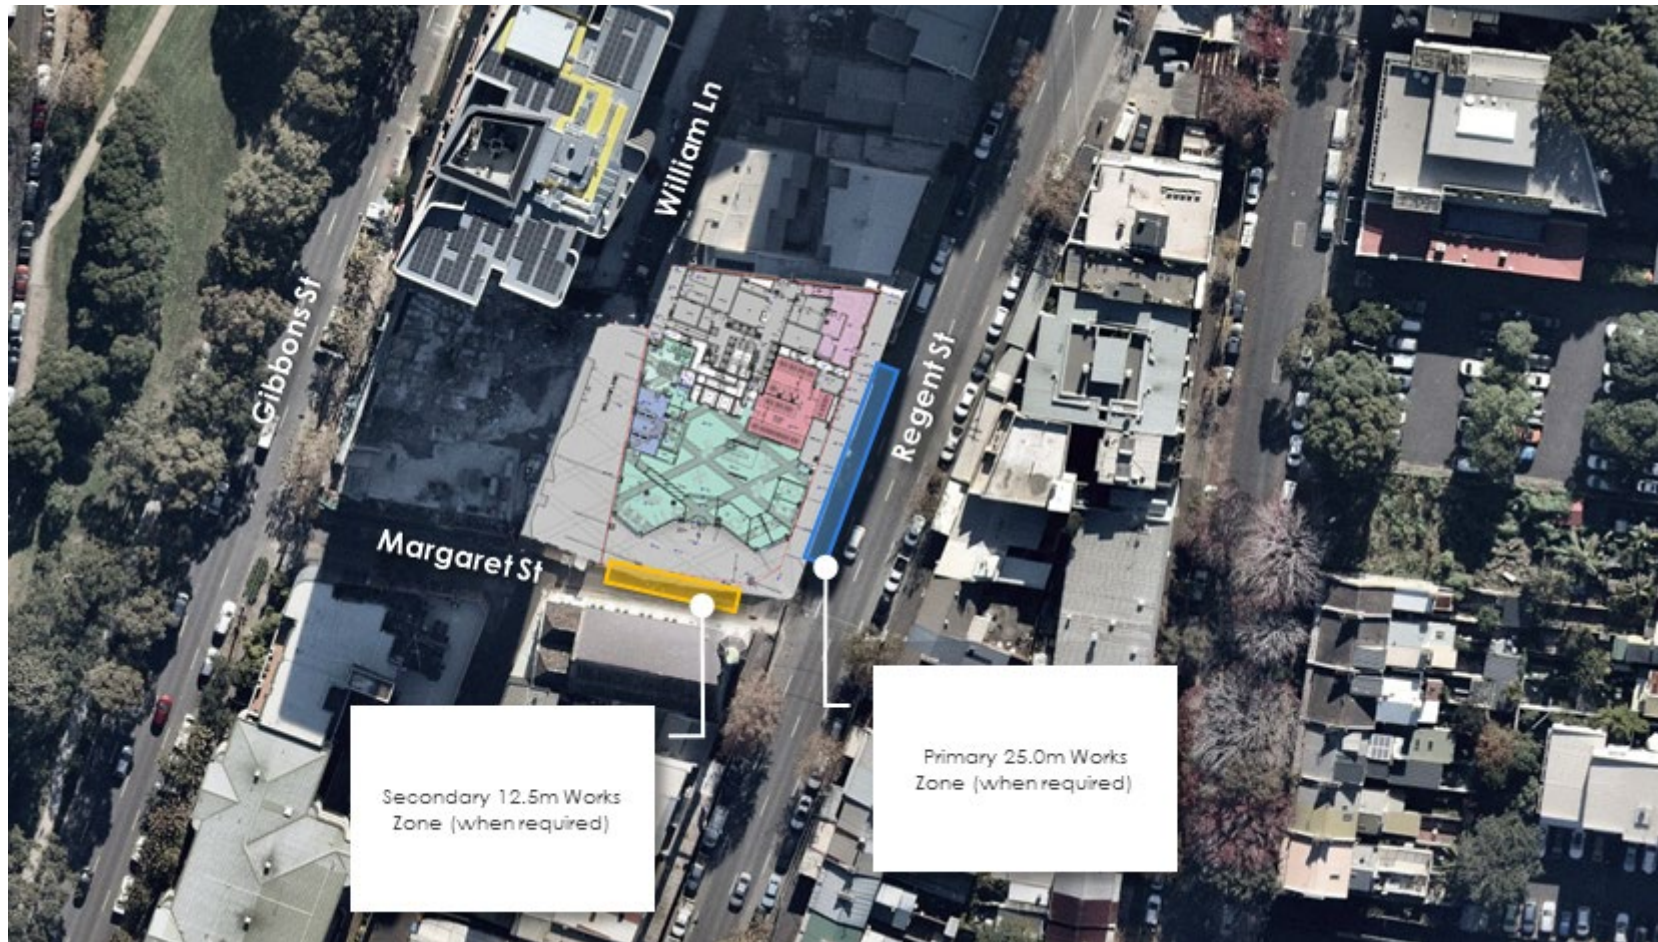 William Ln
Gibbons St
Regent St
Margaret St
Secondary 12.5m Works
Zone (when required)
Primary 25.0m Works
Zone (when required)